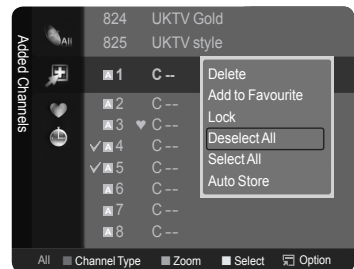 Added Channels
All
824 UKTV Gold
825 UKTV style
A 1 C --
A 2 C --
A 3 ♥ C --
✓ A 4 C --
✓ A 5 C --
A 6 C --
A 7 C --
A 8 C --
Delete
Add to Favourite
Lock
Deselect All
Select All
Auto Store
All Channel Type Zoom Select Option